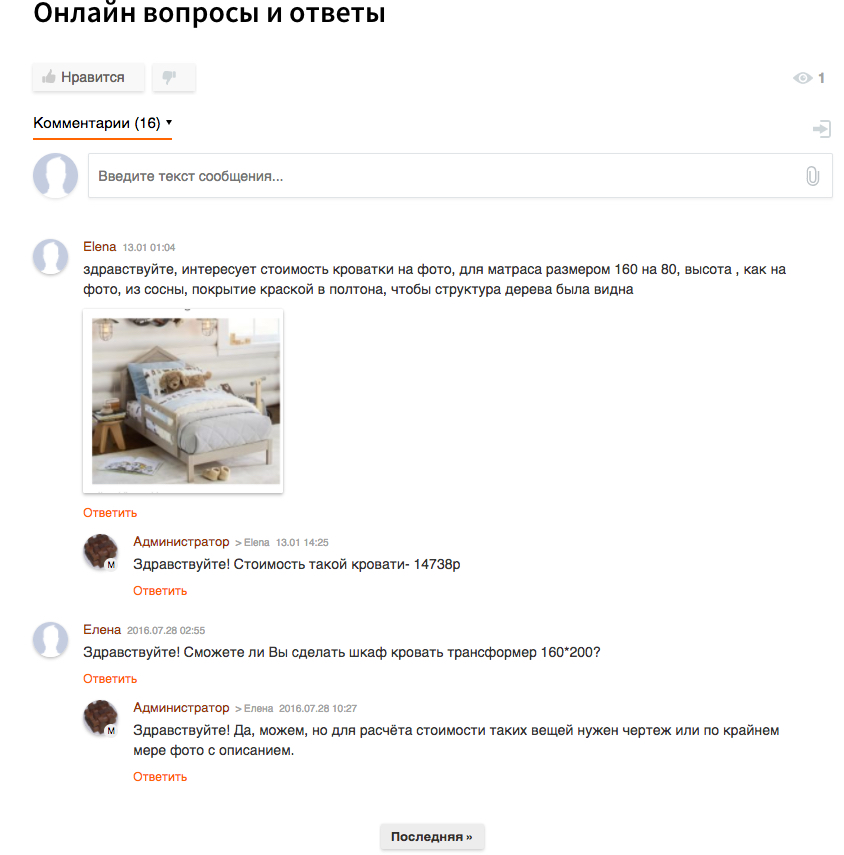 Онлайн вопросы и ответы
Нравится
1
Комментарии (16)
Введите текст сообщения...
Elena 13.01 01:04
здравствуйте, интересует стоимость кроватки на фото, для матраса размером 160 на 80, высота , как на
фото, из сосны, покрытие краской в полтона, чтобы структура дерева была видна
Ответить
Администратор > Elena 13.01 14:25
М
Здравствуйте! Стоимость такой кровати- 14738р
Ответить
Елена 2016.07.28 02:55
Здравствуйте! Сможете ли Вы сделать шкаф кровать трансформер 160*200?
Ответить
Администратор > Елена 2016.07.28 10:27
М
Здравствуйте! Да, можем, но для расчёта стоимости таких вещей нужен чертеж или по крайнем
мере фото с описанием.
Ответить
Последняя »